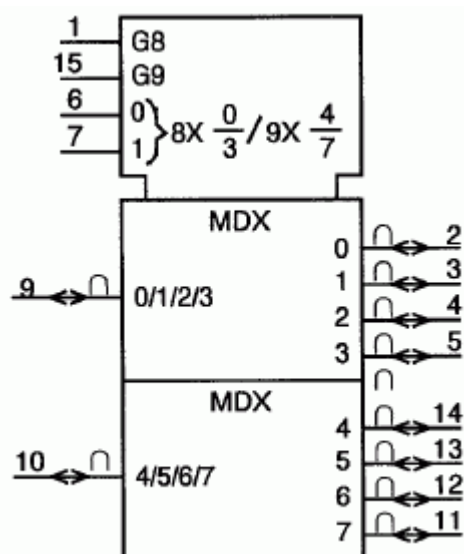 1 G8
15 G9
6 0
7 1
} 8X 0/3 / 9X 4/7
MDX
9 ∩ 0/1/2/3
0 ∩ 2
1 ∩ 3
2 ∩ 4
3 ∩ 5
∩
MDX
10 ∩ 4/5/6/7
4 ∩ 14
5 ∩ 13
6 ∩ 12
7 ∩ 11